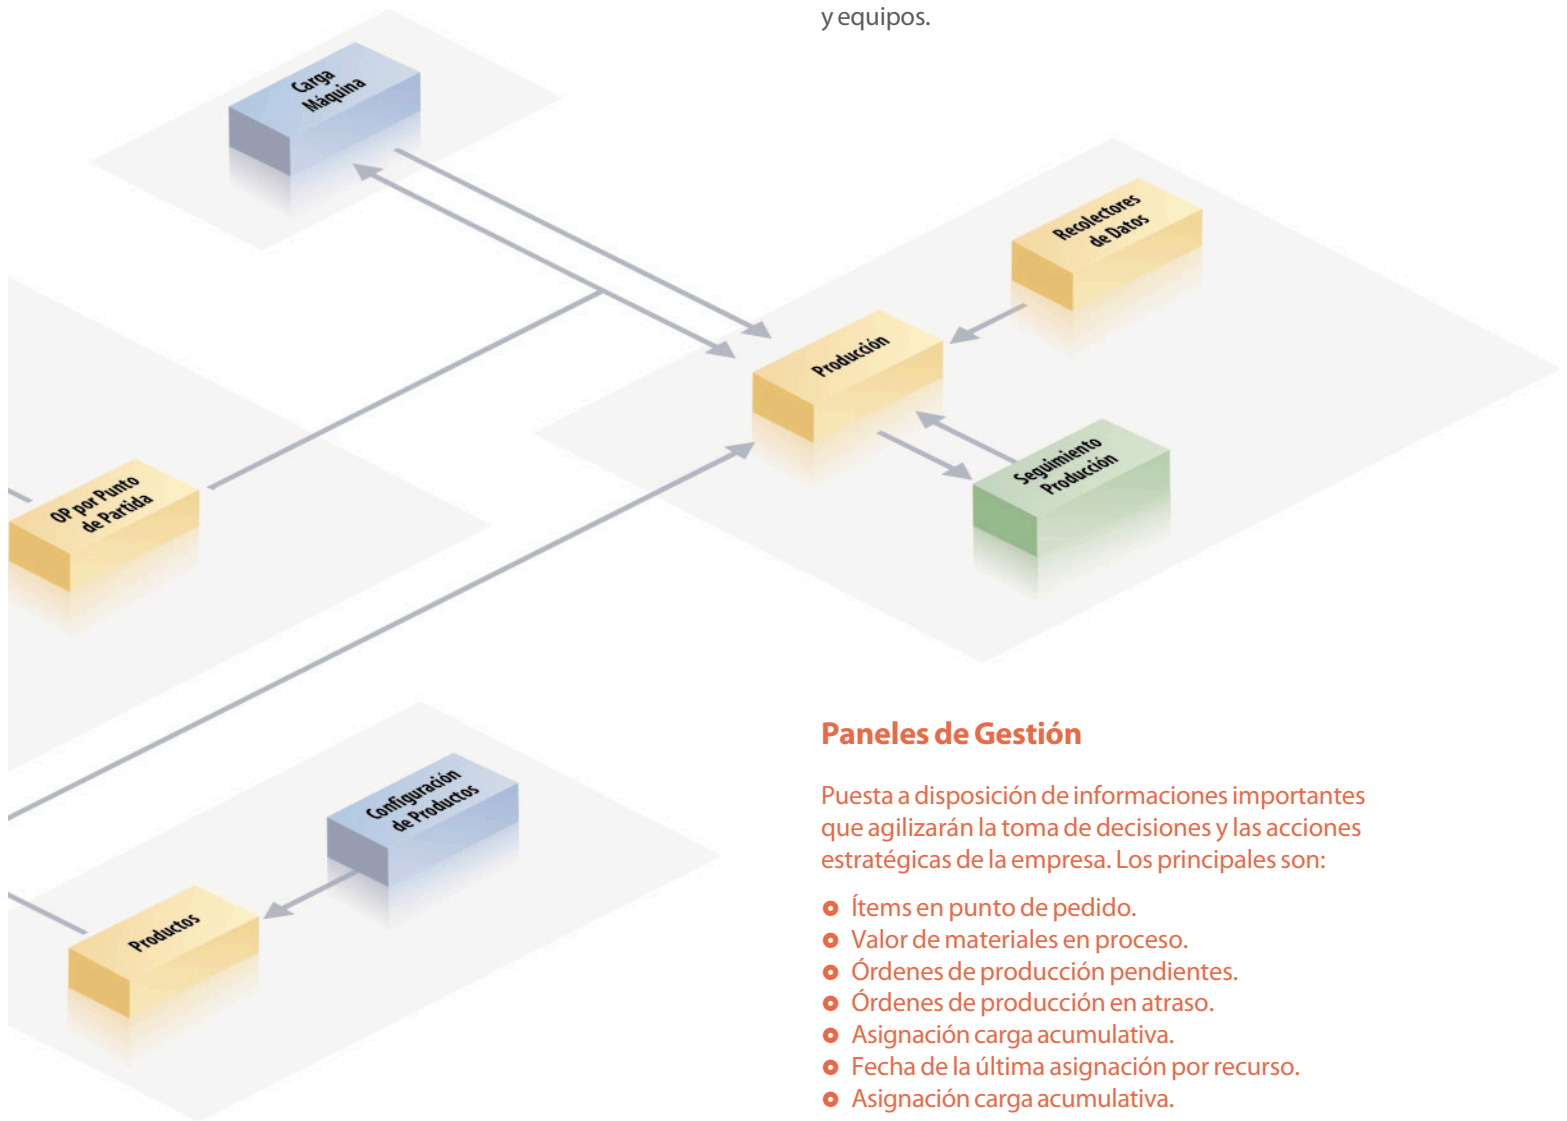 y equipos.
Carga
Máquina
Recolectores
de Datos
Producción
Seguimiento
Producción
OP por Punto
de Partida
Configuración
de Productos
Productos
Paneles de Gestión
Puesta a disposición de informaciones importantes
que agilizarán la toma de decisiones y las acciones
estratégicas de la empresa. Los principales son:
Ítems en punto de pedido.
Valor de materiales en proceso.
Órdenes de producción pendientes.
Órdenes de producción en atraso.
Asignación carga acumulativa.
Fecha de la última asignación por recurso.
Asignación carga acumulativa.